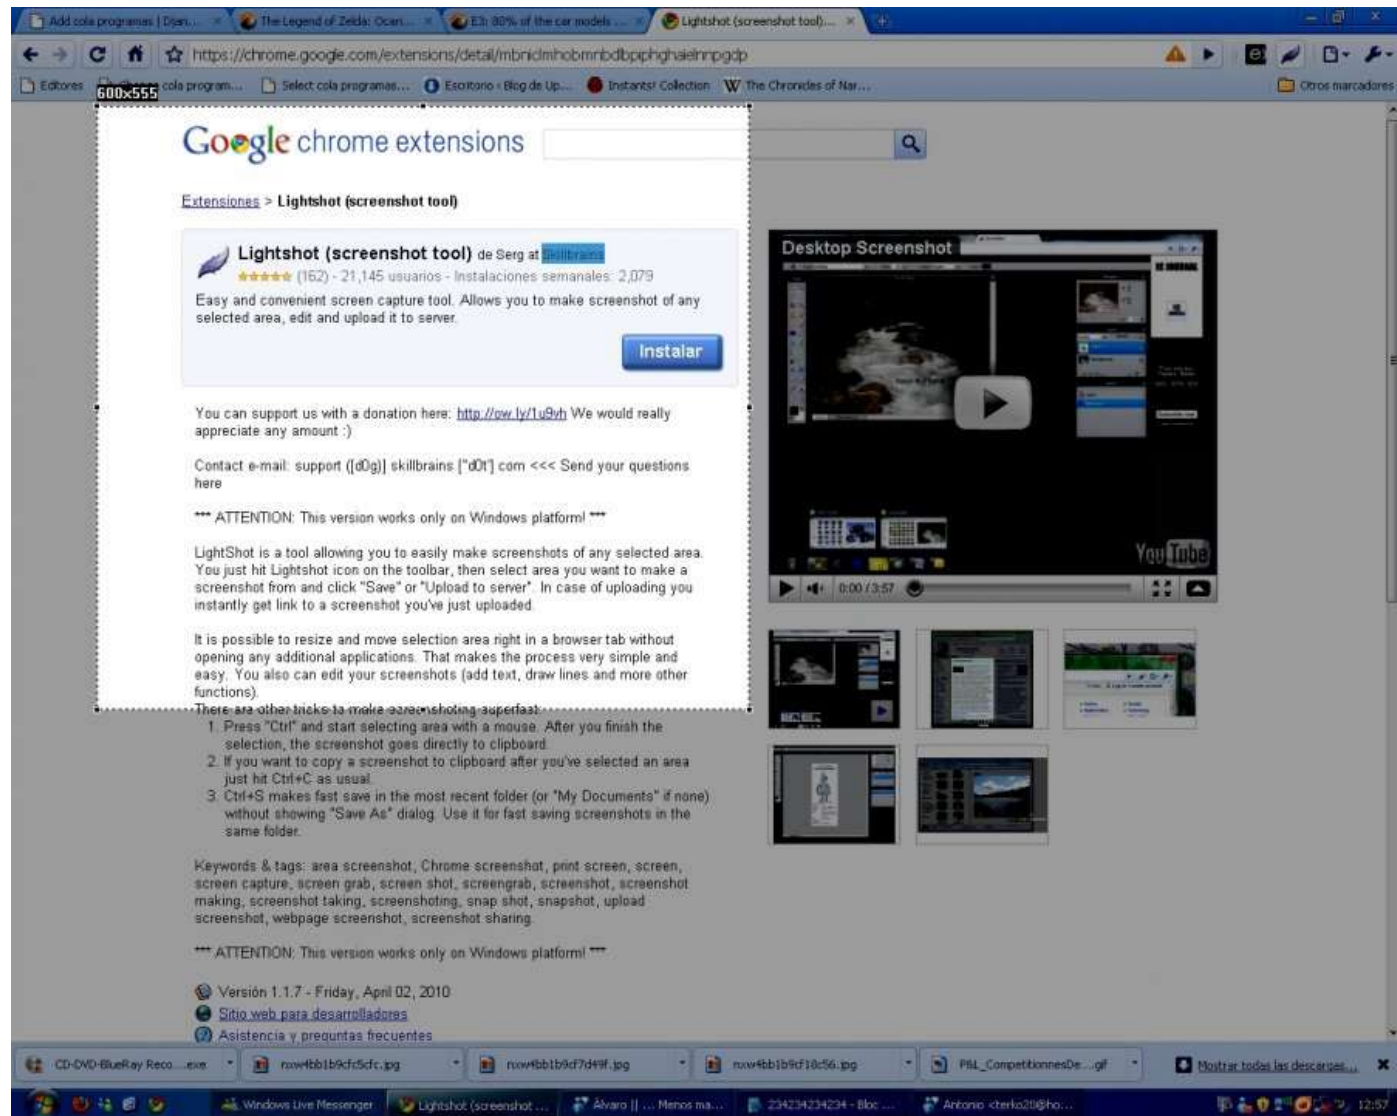 Add cola programas | Djan...
The Legend of Zelda: Ocari...
E3: 80% of the car models ...
Lightshot (screenshot tool)...
https://chrome.google.com/extensions/detail/mbniclmhobmnbdlbpiphghaielnnpgdp
Editores
cola program...
Select cola programas...
Escritorio ‹ Blog de Up...
Instants! Collection
The Chronicles of Nar...
Otros marcadores
600x555
Google chrome extensions
Extensiones > Lightshot (screenshot tool)
Lightshot (screenshot tool) de Serg at Skillbrains
(162) - 21,145 usuarios - Instalaciones semanales: 2,079
Easy and convenient screen capture tool. Allows you to make screenshot of any
selected area, edit and upload it to server.
Instalar
You can support us with a donation here: http://ow.ly/1u9vh We would really
appreciate any amount :)
Contact e-mail: support ([d0g)] skillbrains ["d0t'] com <<< Send your questions
here
*** ATTENTION: This version works only on Windows platform! ***
LightShot is a tool allowing you to easily make screenshots of any selected area.
You just hit Lightshot icon on the toolbar, then select area you want to make a
screenshot from and click "Save" or "Upload to server". In case of uploading you
instantly get link to a screenshot you've just uploaded.
It is possible to resize and move selection area right in a browser tab without
opening any additional applications. That makes the process very simple and
easy. You also can edit your screenshots (add text, draw lines and more other
functions).
There are other tricks to make screenshoting superfast:
1. Press "Ctrl" and start selecting area with a mouse. After you finish the
selection, the screenshot goes directly to clipboard.
2. If you want to copy a screenshot to clipboard after you've selected an area
just hit Ctrl+C as usual.
3. Ctrl+S makes fast save in the most recent folder (or "My Documents" if none)
without showing "Save As" dialog. Use it for fast saving screenshots in the
same folder.
Keywords & tags: area screenshot, Chrome screenshot, print screen, screen,
screen capture, screen grab, screen shot, screengrab, screenshot, screenshot
making, screenshot taking, screenshoting, snap shot, snapshot, upload
screenshot, webpage screenshot, screenshot sharing.
*** ATTENTION: This version works only on Windows platform! ***
Versión 1.1.7 - Friday, April 02, 2010
Sitio web para desarrolladores
Asistencia y preguntas frecuentes
Desktop Screenshot
YouTube
0:00 / 3:57
CD-DVD-BlueRay Reco....exe
nxw4bb1b9cfc5cfc.jpg
nxw4bb1b9cf7d49f.jpg
nxw4bb1b9cf18c56.jpg
P&L_CompetitionnesDe....gif
Mostrar todas las descargas...
Windows Live Messenger
Lightshot (screenshot ...
Álvaro || ... Menos ma...
234234234234 - Bloc ...
Antonio <terko20@ho...
12:57